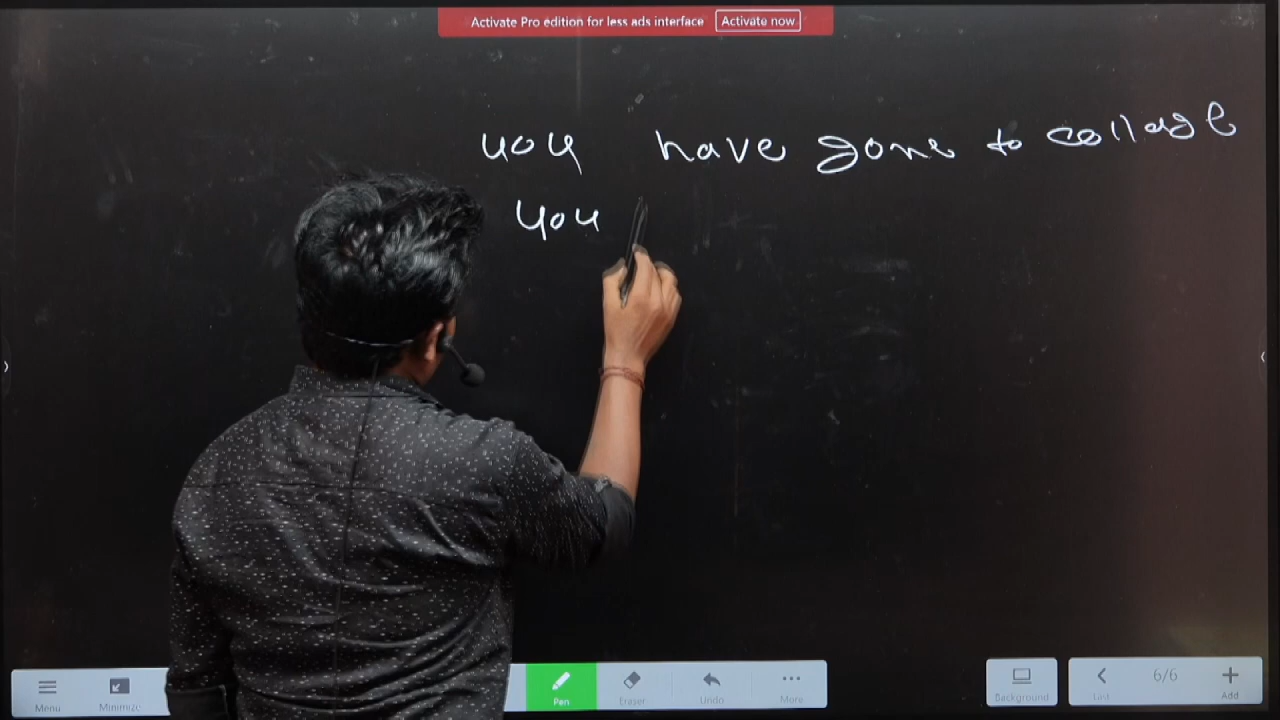 Activate Pro edition for less ads interface Activate now
you have gone to collage
you
Menu Minimize Pen Eraser Undo More Background Last 6/6 Add